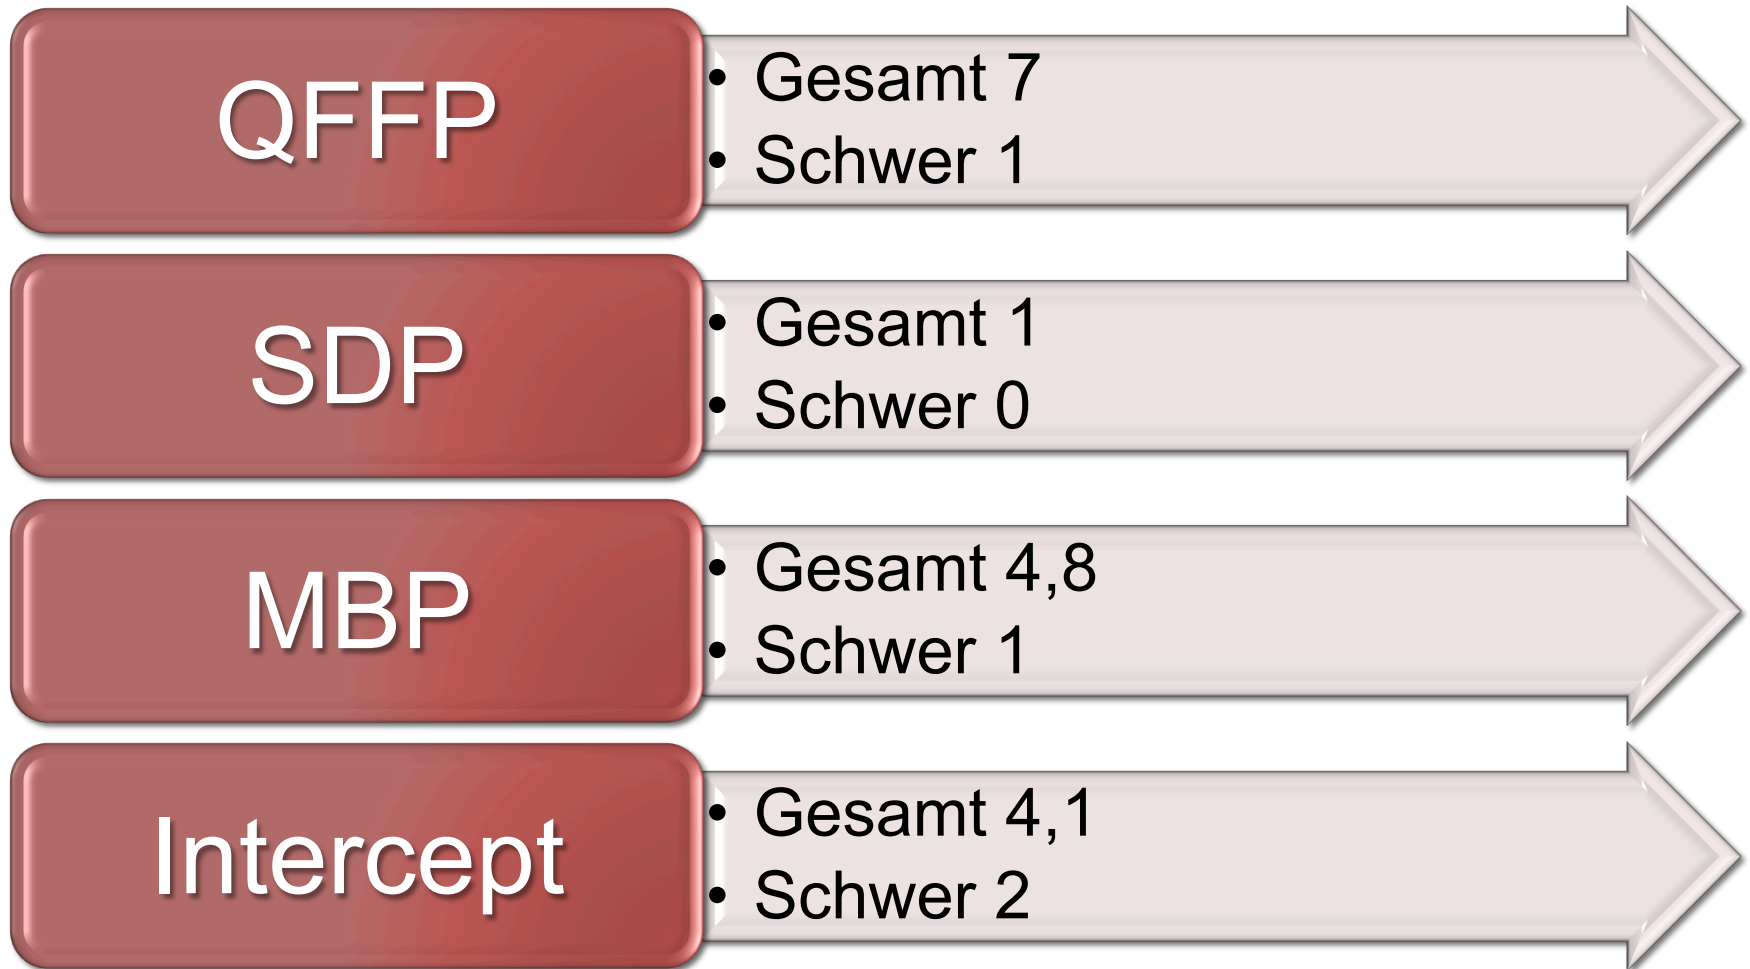 QFFP
• Gesamt 7
• Schwer 1
SDP
• Gesamt 1
• Schwer 0
MBP
• Gesamt 4,8
• Schwer 1
Intercept
• Gesamt 4,1
• Schwer 2